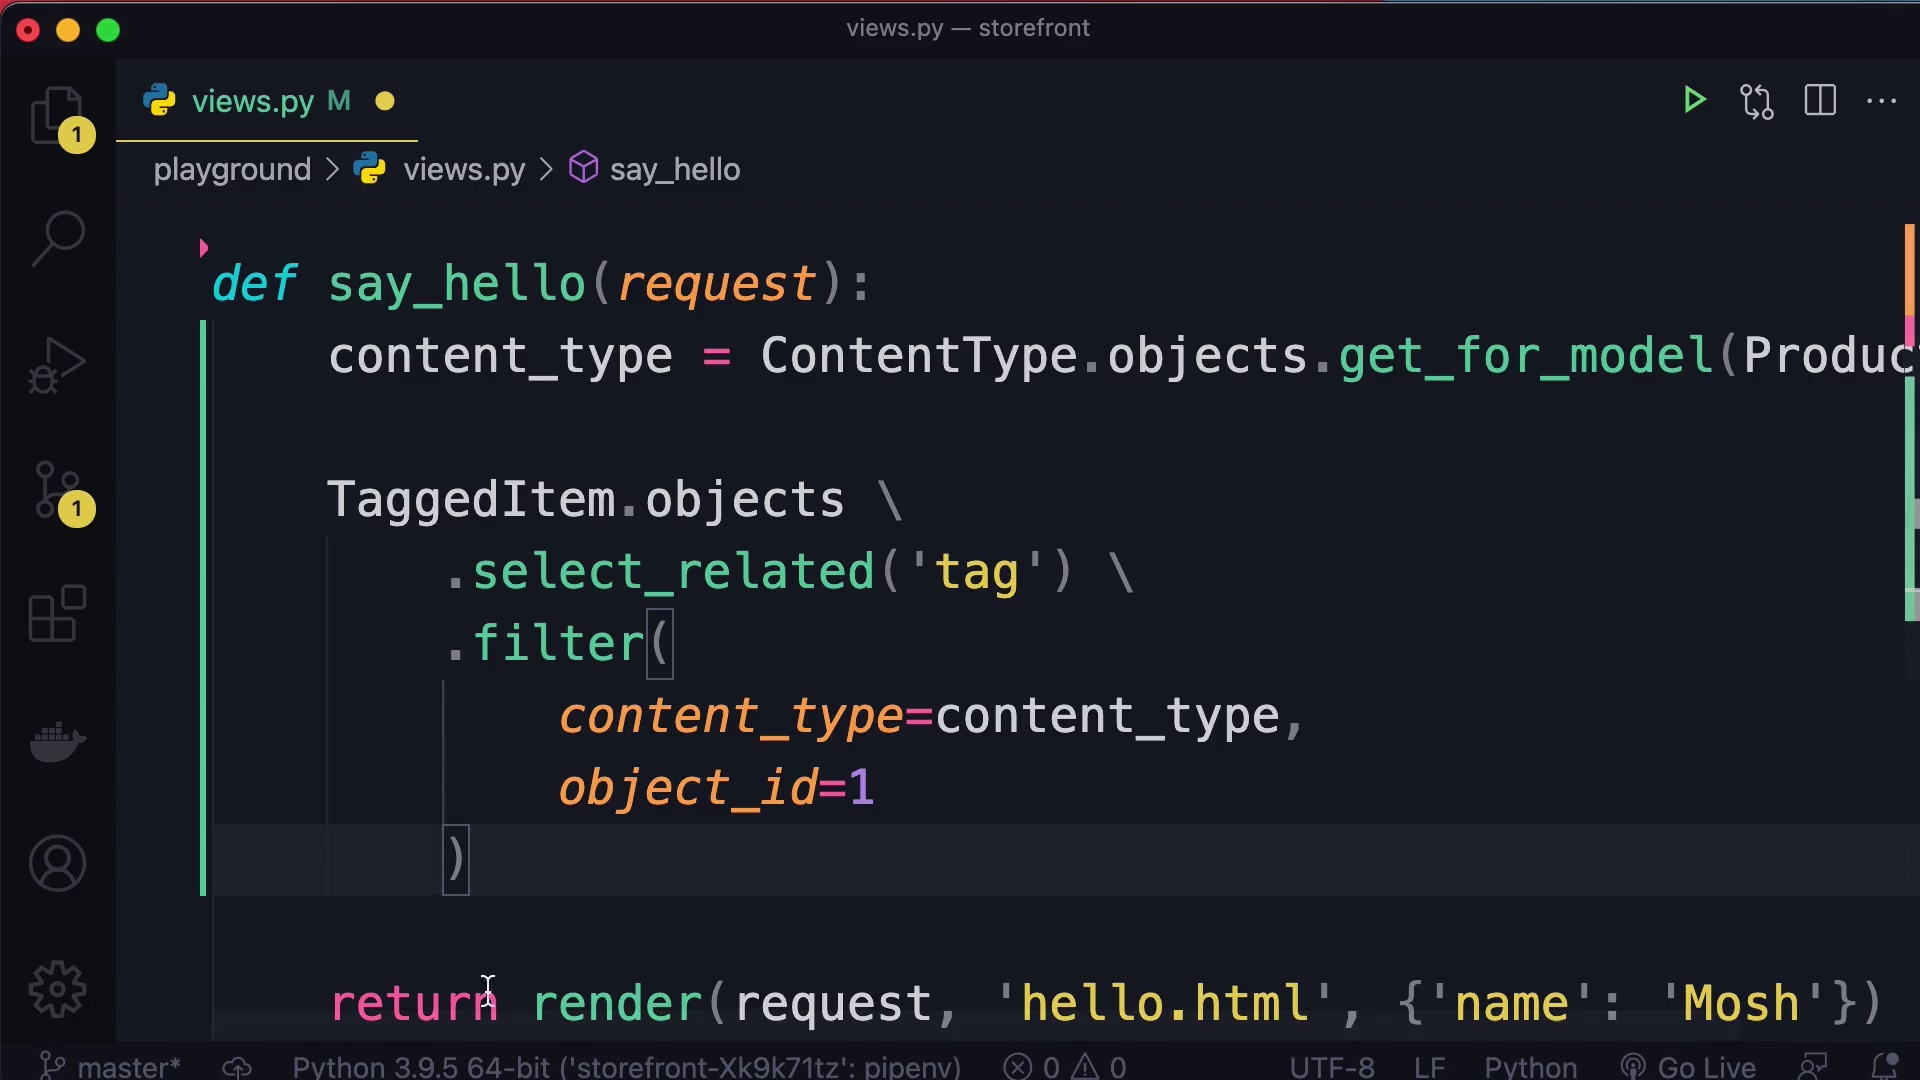 views.py — storefront
views.py M
playground > views.py > say_hello
1
def say_hello(request):
content_type = ContentType.objects.get_for_model(Produc
TaggedItem.objects \
1
.select_related('tag') \
.filter(
content_type=content_type,
object_id=1
)
return render(request, 'hello.html', {'name': 'Mosh'})
master* Python 3.9.5 64-bit ('storefront-Xk9k71tz': pipenv) 0 0 UTF-8 LF Python Go Live